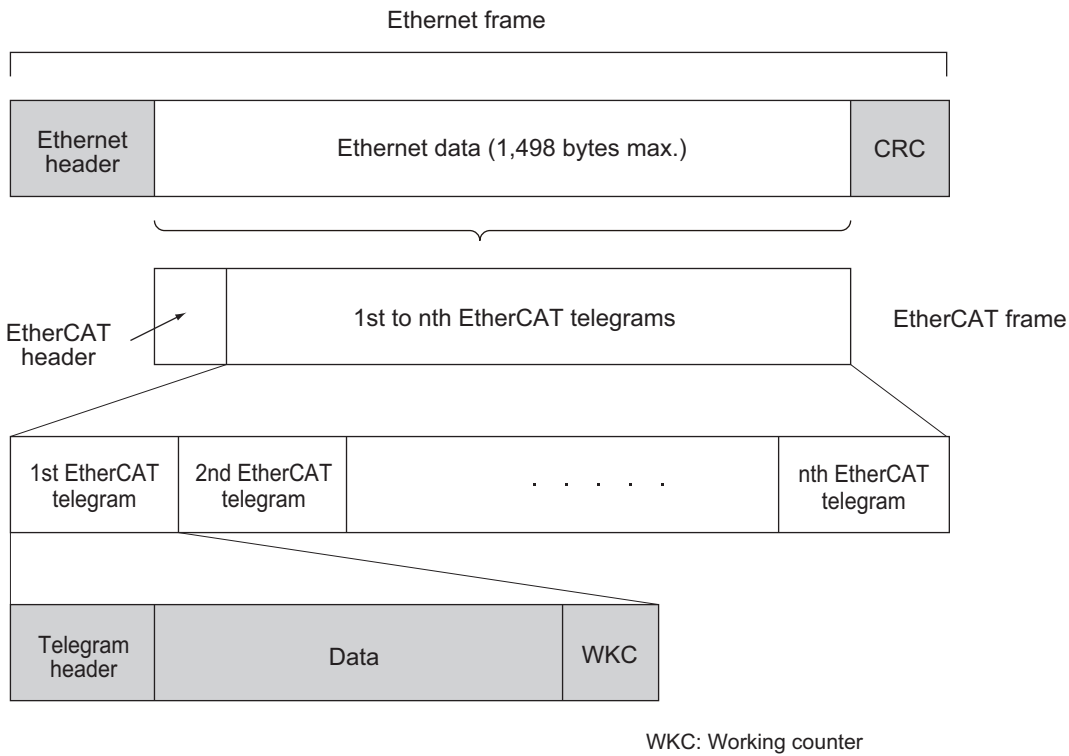 Ethernet frame
Ethernet
header
Ethernet data (1,498 bytes max.)
CRC
EtherCAT
header
1st to nth EtherCAT telegrams
EtherCAT frame
1st EtherCAT
telegram
2nd EtherCAT
telegram
. . . . .
nth EtherCAT
telegram
Telegram
header
Data
WKC
WKC: Working counter